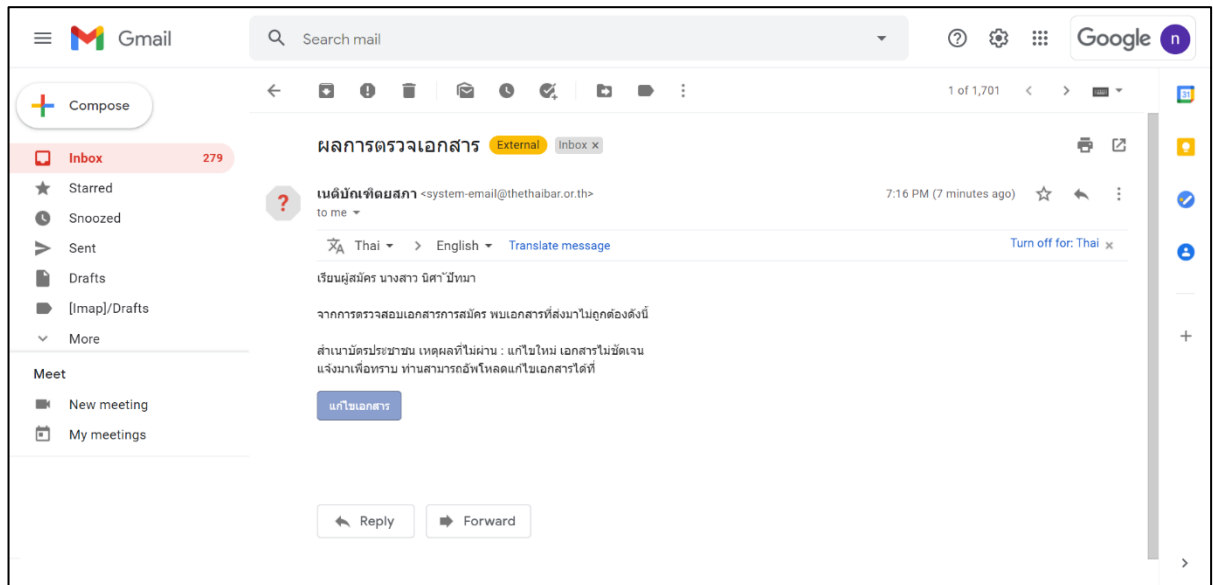 Gmail
Search mail
Google n
Compose
1 of 1,701
31
ผลการตรวจเอกสาร External Inbox x
Inbox 279
Starred
Snoozed
Sent
Drafts
[Imap]/Drafts
More
Meet
New meeting
My meetings
เนติบัณฑิตยสภา <system-email@thethaibar.or.th> 7:16 PM (7 minutes ago)
to me
Thai > English Translate message Turn off for: Thai x
เรียนผู้สมัคร นางสาว นิศา ปัทมา
จากการตรวจสอบเอกสารการสมัคร พบเอกสารที่ส่งมาไม่ถูกต้องดังนี้
สำเนาบัตรประชาชน เหตุผลที่ไม่ผ่าน : แก้ไขใหม่ เอกสารไม่ชัดเจน
แจ้งมาเพื่อทราบ ท่านสามารถอัพโหลดแก้ไขเอกสารได้ที่
แก้ไขเอกสาร
Reply Forward